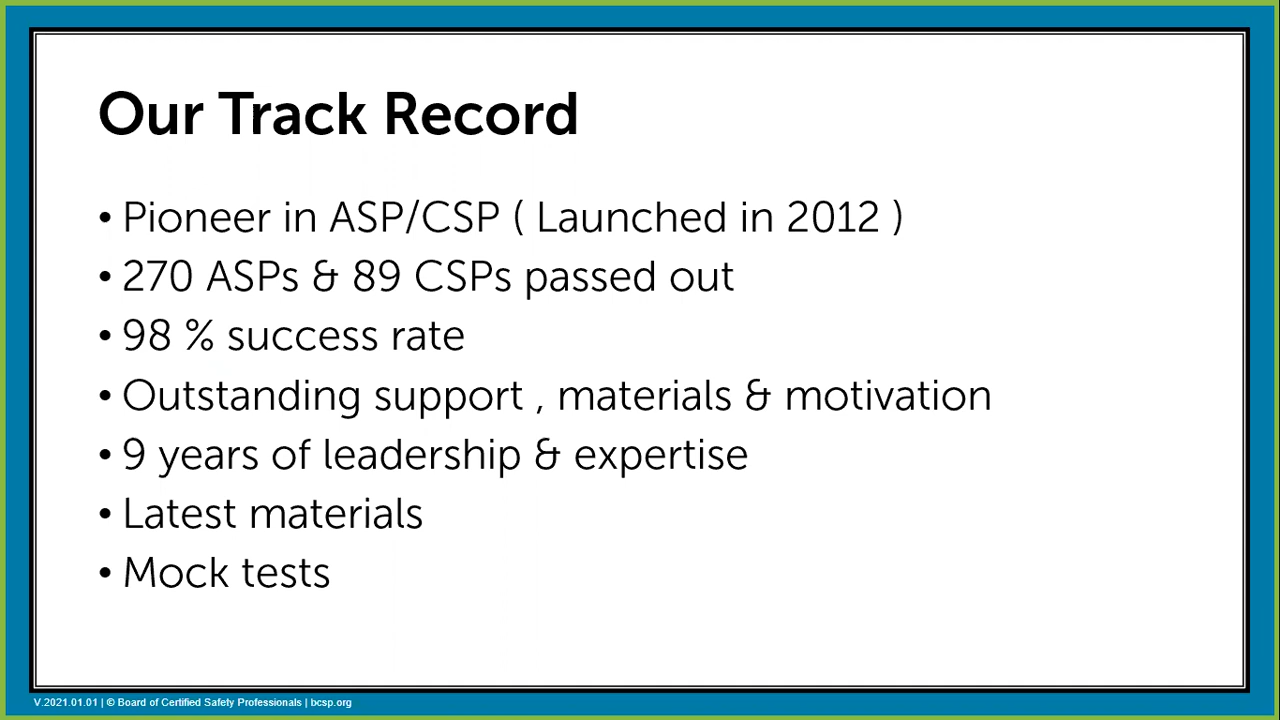 Our Track Record
• Pioneer in ASP/CSP ( Launched in 2012 )
• 270 ASPs & 89 CSPs passed out
• 98 % success rate
• Outstanding support , materials & motivation
• 9 years of leadership & expertise
• Latest materials
• Mock tests
V.2021.01.01 | © Board of Certified Safety Professionals | bcsp.org